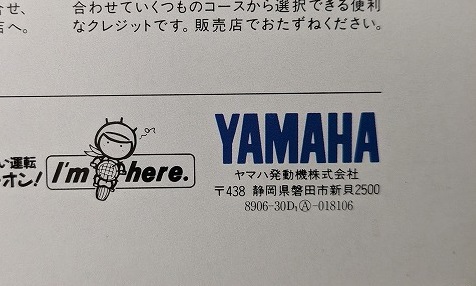 せ、
合わせていくつものコースから選択できる便利
店へ。
なクレジットです。販売店でおたずねください。
い運転
オン!
I'm here.
YAMAHA
ヤマハ発動機株式会社
〒438 静岡県磐田市新貝2500
8906-30D₁Ⓐ-018106